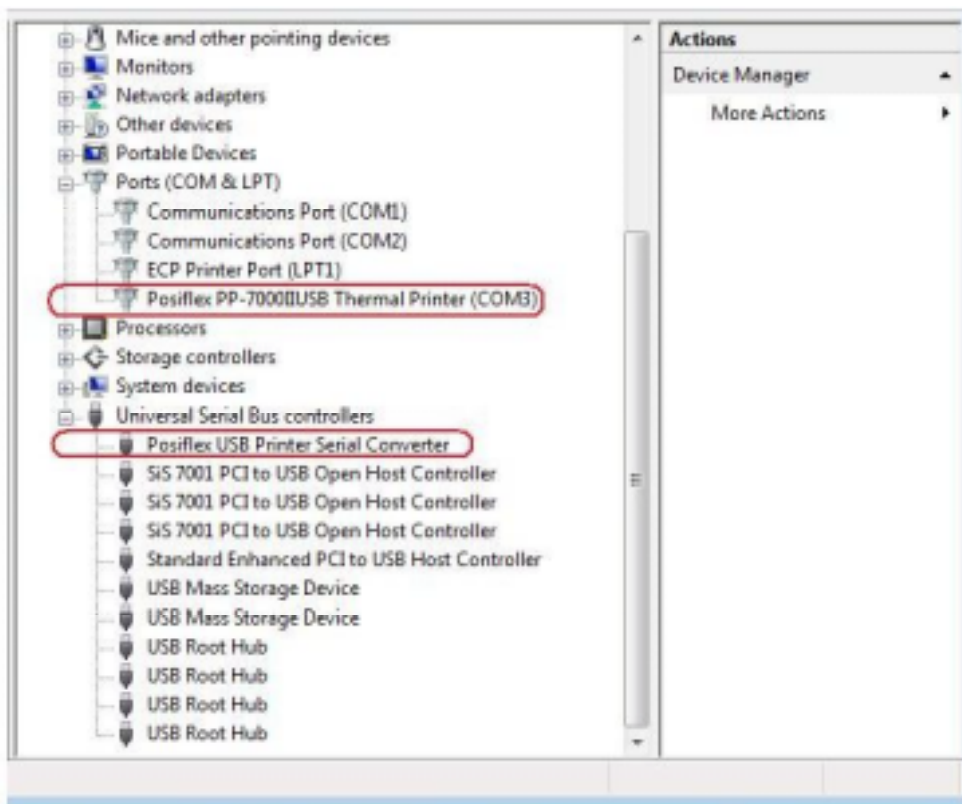 Mice and other pointing devices
Monitors
Network adapters
Other devices
Portable Devices
Ports (COM & LPT)
Communications Port (COM1)
Communications Port (COM2)
ECP Printer Port (LPT1)
Posiflex PP-7000IIUSB Thermal Printer (COM3)
Processors
Storage controllers
System devices
Universal Serial Bus controllers
Posiflex USB Printer Serial Converter
SiS 7001 PCI to USB Open Host Controller
SiS 7001 PCI to USB Open Host Controller
SiS 7001 PCI to USB Open Host Controller
Standard Enhanced PCI to USB Host Controller
USB Mass Storage Device
USB Mass Storage Device
USB Root Hub
USB Root Hub
USB Root Hub
USB Root Hub
Actions
Device Manager
More Actions